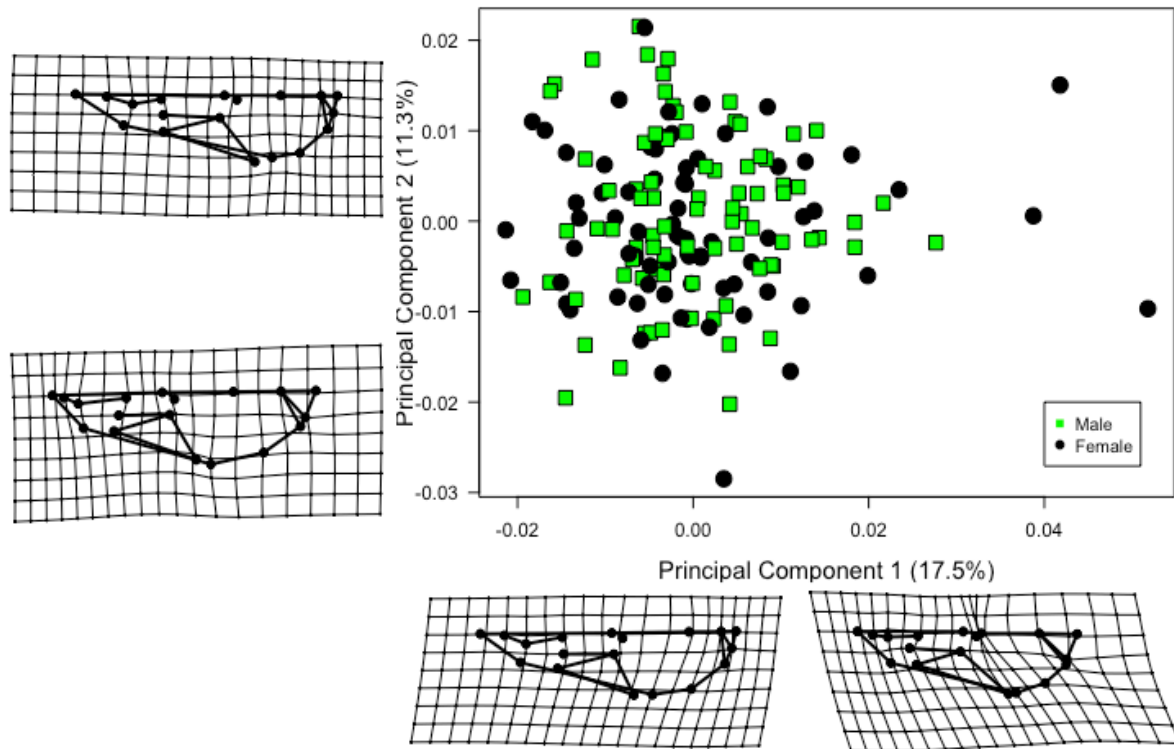 0.02
0.01
0.00
-0.01
-0.02
-0.03
Principal Component 2 (11.3%)
Male
Female
-0.02
0.00
0.02
0.04
Principal Component 1 (17.5%)